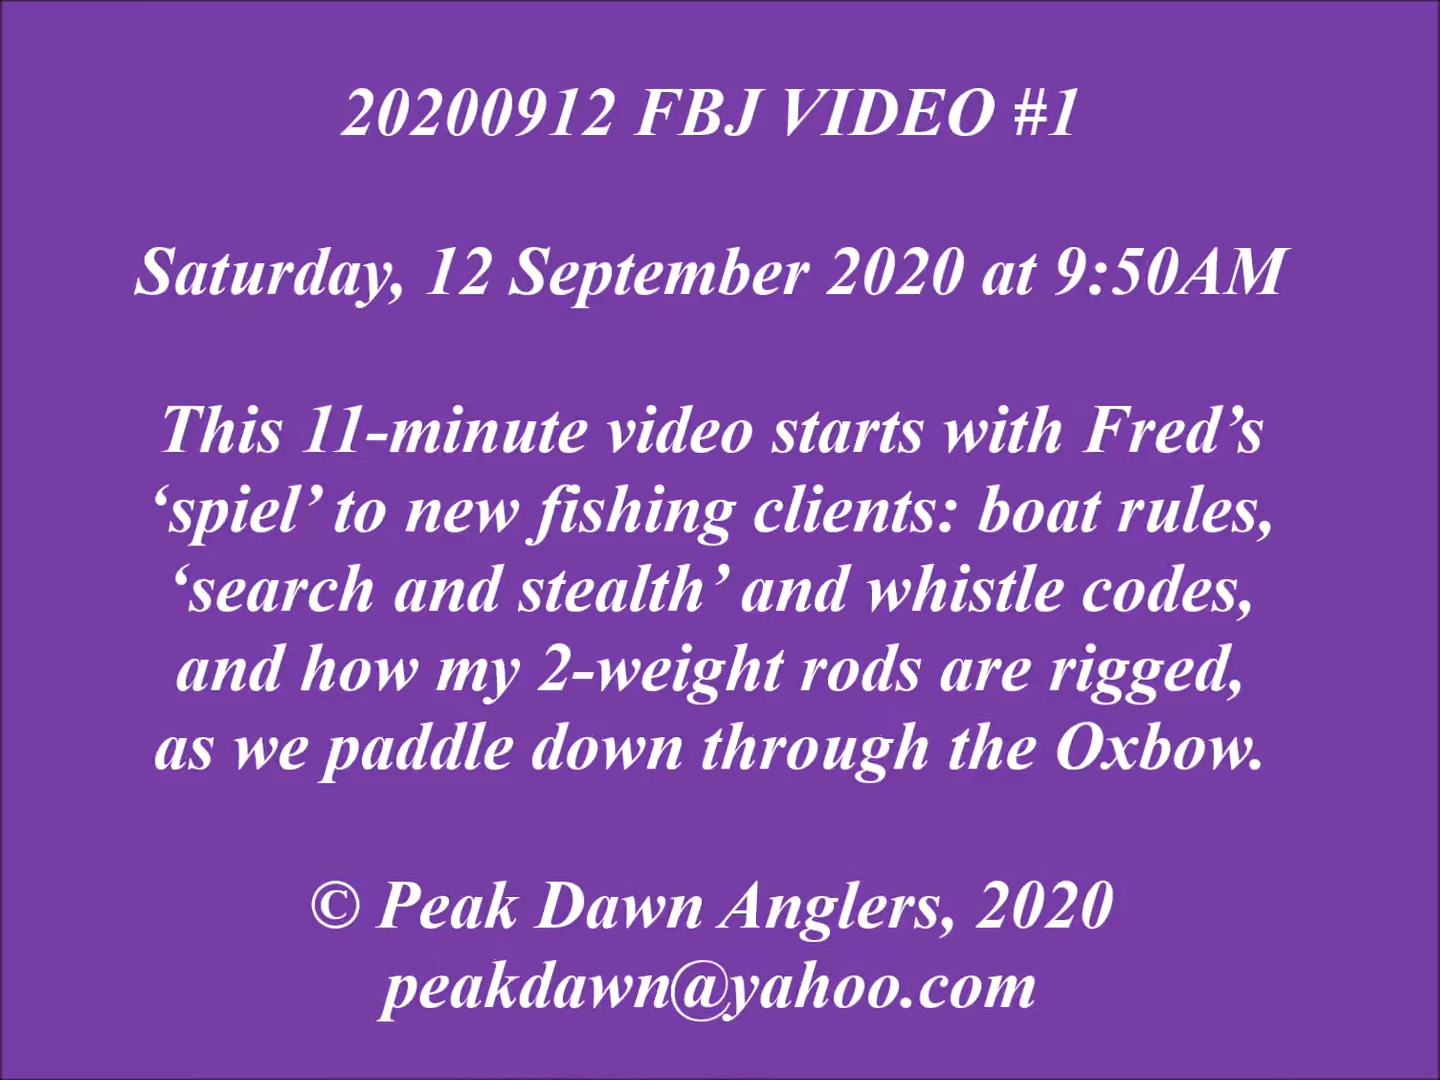 20200912 FBJ VIDEO #1
Saturday, 12 September 2020 at 9:50AM
This 11-minute video starts with Fred’s
‘spiel’ to new fishing clients: boat rules,
‘search and stealth’ and whistle codes,
and how my 2-weight rods are rigged,
as we paddle down through the Oxbow.
© Peak Dawn Anglers, 2020
peakdawn@yahoo.com